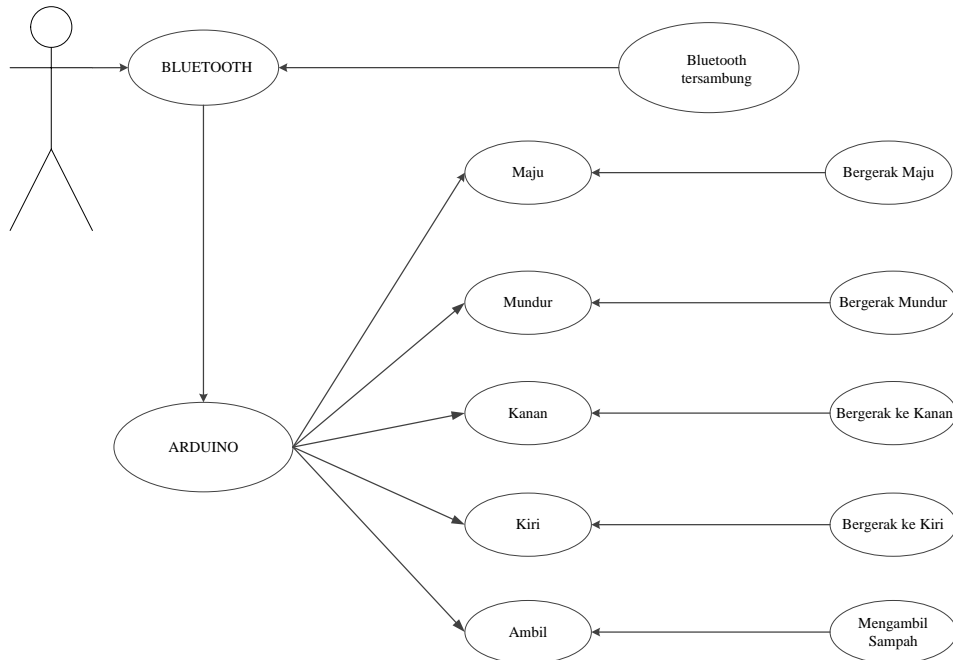 BLUETOOTH
Bluetooth
tersambung
Maju
Bergerak Maju
Mundur
Bergerak Mundur
Kanan
Bergerak ke Kanan
ARDUINO
Kiri
Bergerak ke Kiri
Ambil
Mengambil
Sampah